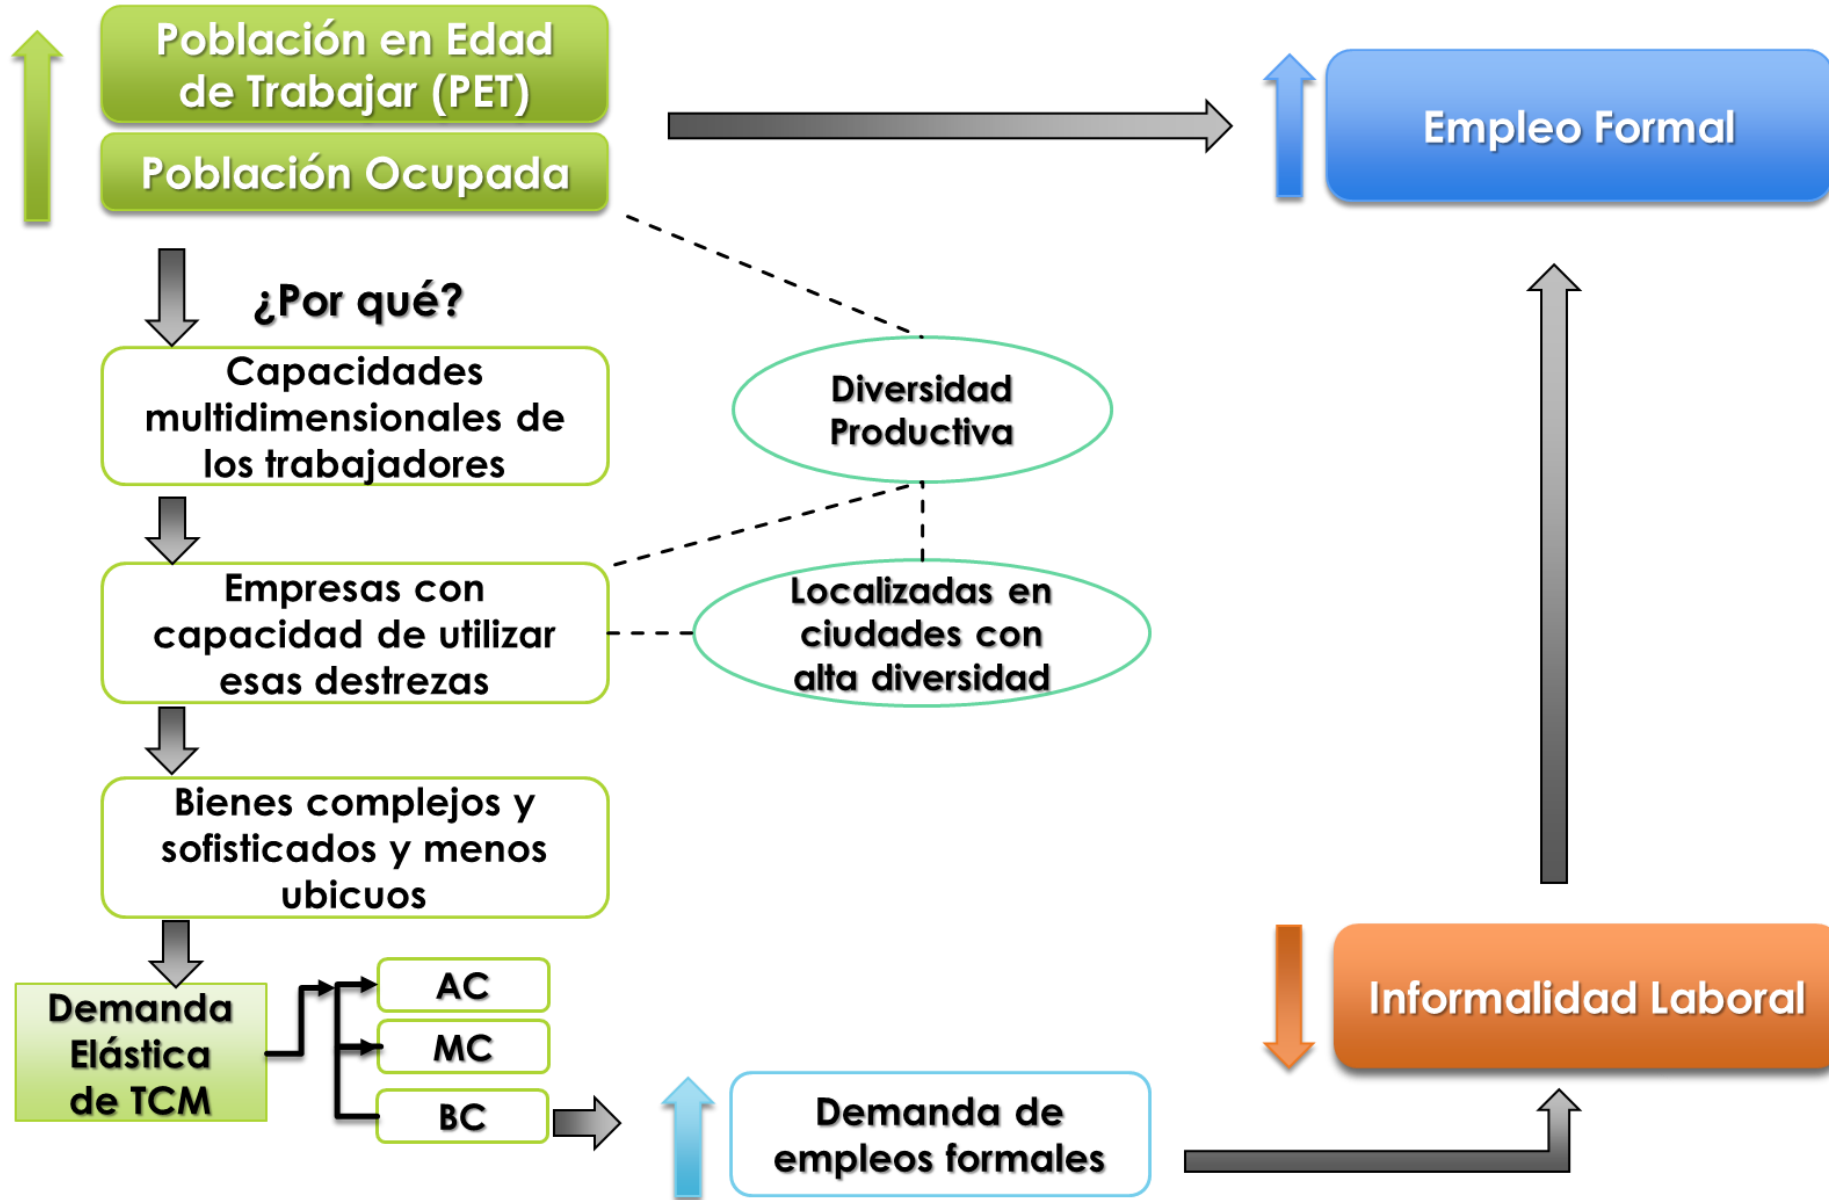 Población en Edad
de Trabajar (PET)
Población Ocupada
Empleo Formal
¿Por qué?
Capacidades
multidimensionales de
los trabajadores
Diversidad
Productiva
Empresas con
capacidad de utilizar
esas destrezas
Localizadas en
ciudades con
alta diversidad
Bienes complejos y
sofisticados y menos
ubicuos
Demanda
Elástica
de TCM
AC
MC
BC
Demanda de
empleos formales
Informalidad Laboral